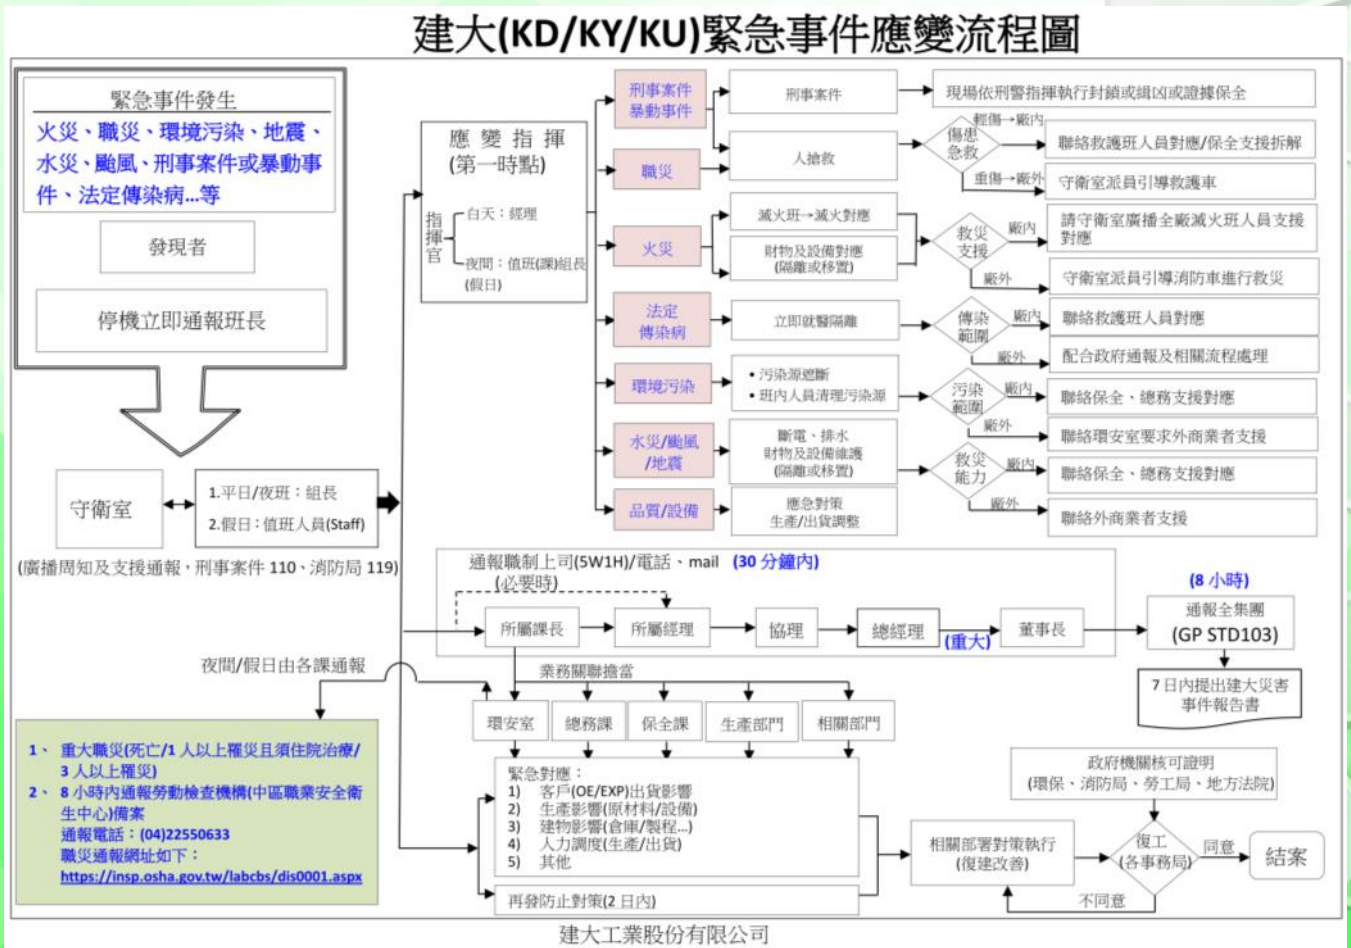 建大(KD/KY/KU)緊急事件應變流程圖
緊急事件發生
火災、職災、環境污染、地震、
水災、颱風、刑事案件或暴動事
件、法定傳染病...等
發現者
停機立即通報班長
守衛室
1.平日/夜班：組長
2.假日：值班人員(Staff)
(廣播周知及支援通報，刑事案件 110、消防局 119)
應變指揮
(第一時點)
指揮官
白天：經理
夜間：值班(課)組長
(假日)
刑事案件
暴動事件
刑事案件
現場依刑警指揮執行封鎖或緝凶或證據保全
職災
人搶救
傷患
急救
輕傷→廠內
聯絡救護班人員對應/保全支援拆解
重傷→廠外
守衛室派員引導救護車
火災
滅火班→滅火對應
財物及設備對應
(隔離或移置)
救災
支援
廠內
請守衛室廣播全廠滅火班人員支援
對應
廠外
守衛室派員引導消防車進行救災
法定
傳染病
立即就醫隔離
傳染
範圍
廠內
聯絡救護班人員對應
廠外
配合政府通報及相關流程處理
環境污染
• 污染源遮斷
• 班內人員清理污染源
污染
範圍
廠內
聯絡保全、總務支援對應
廠外
聯絡環安室要求外商業者支援
水災/颱風
/地震
斷電、排水
財物及設備維護
(隔離或移置)
救災
能力
廠內
聯絡保全、總務支援對應
廠外
聯絡外商業者支援
品質/設備
應急對策
生產/出貨調整
通報職制上司(5W1H)/電話、mail (30 分鐘內)
(必要時)
所屬課長
所屬經理
協理
總經理
(重大)
董事長
(8 小時)
通報全集團
(GP STD103)
7 日內提出建大災害
事件報告書
夜間/假日由各課通報
業務關聯擔當
環安室
總務課
保全課
生產部門
相關部門
1、 重大職災(死亡/1 人以上罹災且須住院治療/
3 人以上罹災)
2、 8 小時內通報勞動檢查機構(中區職業安全衛
生中心)備案
通報電話：(04)22550633
職災通報網址如下：
https://insp.osha.gov.tw/labcbs/dis0001.aspx
緊急對應：
1) 客戶(OE/EXP)出貨影響
2) 生產影響(原材料/設備)
3) 建物影響(倉庫/製程...)
4) 人力調度(生產/出貨)
5) 其他
再發防止對策(2 日內)
相關部署對策執行
(復建改善)
政府機關核可證明
(環保、消防局、勞工局、地方法院)
復工
(各事務局)
同意
結案
不同意
建大工業股份有限公司